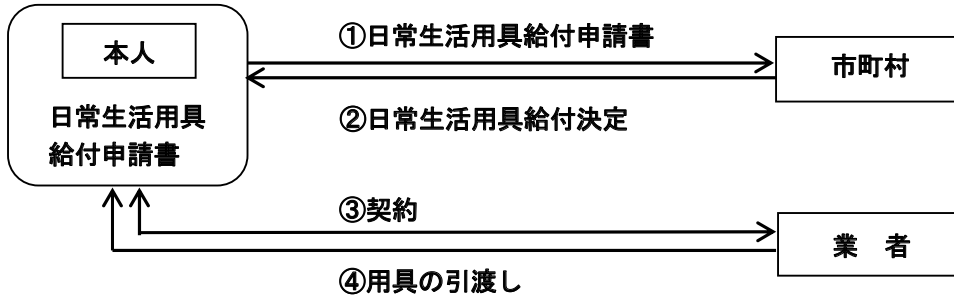 ①日常生活用具給付申請書
本人
市町村
日常生活用具
給付申請書
②日常生活用具給付決定
③契約
業　者
④用具の引渡し